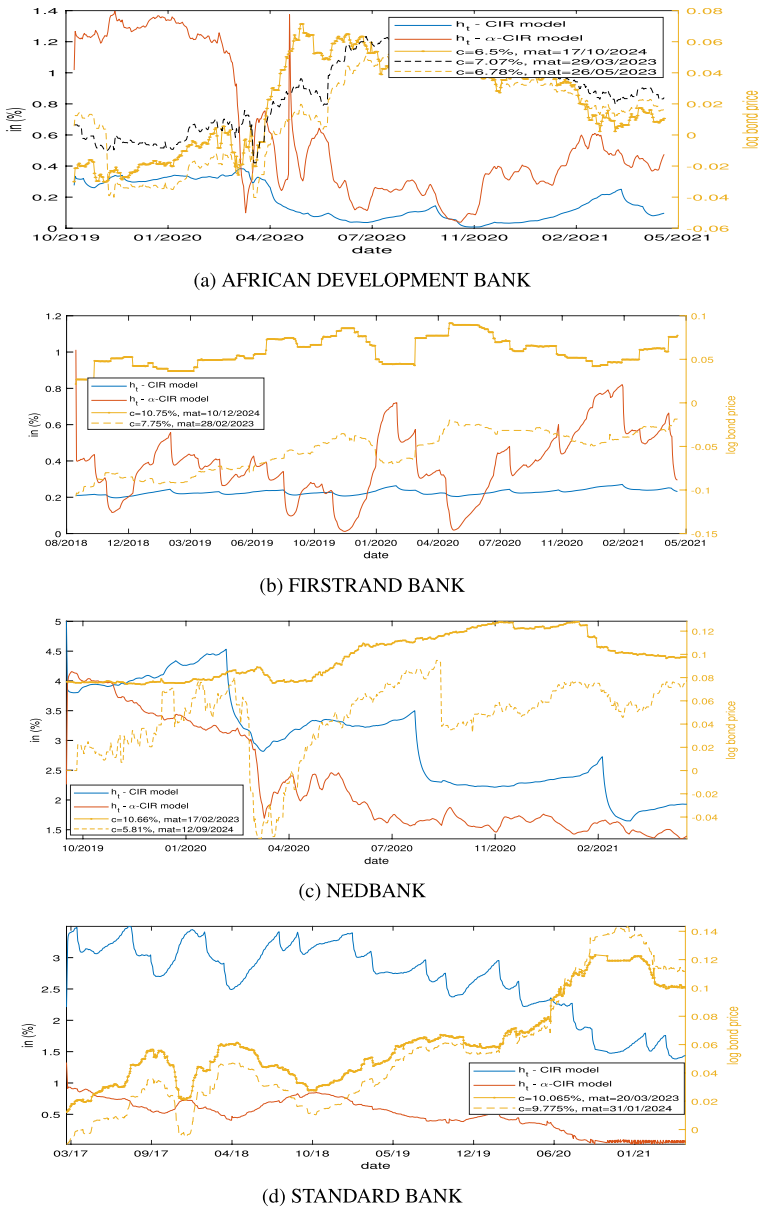 1.4
1.2
1
0.8
0.6
0.4
0.2
0
in (%)
0.08
0.06
0.04
0.02
0
-0.02
-0.04
-0.06
log bond price
h_t - CIR model
h_t - α-CIR model
c=6.5%, mat=17/10/2024
c=7.07%, mat=29/03/2023
c=6.78%, mat=26/05/2023
10/2019 01/2020 04/2020 07/2020 11/2020 02/2021 05/2021
date
(a) AFRICAN DEVELOPMENT BANK
1.2
1
0.8
0.6
0.4
0.2
0
in (%)
0.1
0.05
0
-0.05
-0.1
-0.15
log bond price
h_t - CIR model
h_t - α-CIR model
c=10.75%, mat=10/12/2024
c=7.75%, mat=28/02/2023
08/2018 12/2018 03/2019 06/2019 10/2019 01/2020 04/2020 07/2020 11/2020 02/2021 05/2021
date
(b) FIRSTRAND BANK
5
4.5
4
3.5
3
2.5
2
1.5
in (%)
0.12
0.1
0.08
0.06
0.04
0.02
0
-0.02
-0.04
log bond price
h_t - CIR model
h_t - α-CIR model
c=10.66%, mat=17/02/2023
c=5.81%, mat=12/09/2024
10/2019 01/2020 04/2020 07/2020 11/2020 02/2021
date
(c) NEDBANK
3
2.5
2
1.5
1
0.5
in (%)
0.14
0.12
0.1
0.08
0.06
0.04
0.02
0
log bond price
h_t - CIR model
h_t - α-CIR model
c=10.065%, mat=20/03/2023
c=9.775%, mat=31/01/2024
03/17 09/17 04/18 10/18 05/19 12/19 06/20 01/21
date
(d) STANDARD BANK